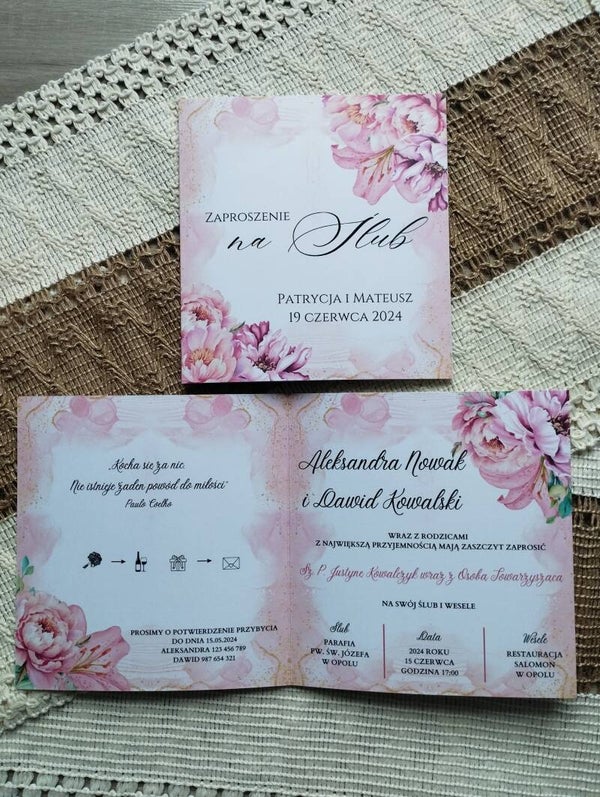 Zaproszenie
na Ślub
Patrycja i Mateusz
19 czerwca 2024
„Kocha się za nic.
Nie istnieje żaden powód do miłości"
Paulo Coelho
PROSIMY O POTWIERDZENIE PRZYBYCIA
DO DNIA 15.05.2024
ALEKSANDRA 123 456 789
DAWID 987 654 321
Aleksandra Nowak
i Dawid Kowalski
WRAZ Z RODZICAMI
Z NAJWIĘKSZĄ PRZYJEMNOŚCIĄ MAJĄ ZASZCZYT ZAPROSIĆ
Sz. P. Justynę Kowalczyk wraz z Osobą Towarzyszącą
NA SWÓJ ŚLUB I WESELE
Ślub
PARAFIA
PW. ŚW. JÓZEFA
W OPOLU
Data
2024 ROKU
15 CZERWCA
GODZINA 17:00
Wesele
RESTAURACJA
SALOMON
W OPOLU